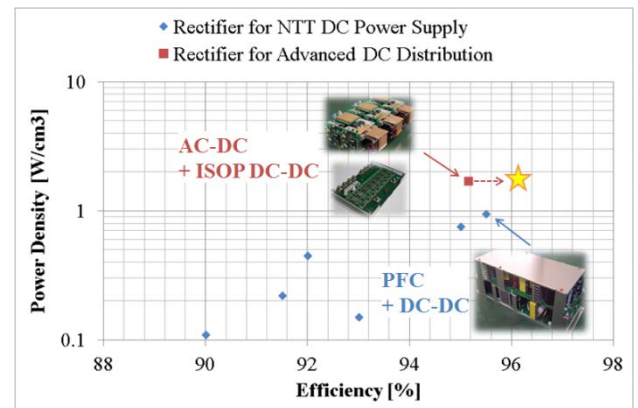 Rectifier for NTT DC Power Supply
Rectifier for Advanced DC Distribution
10
AC-DC
+ ISOP DC-DC
Power Density [W/cm3]
1
PFC
+ DC-DC
0.1
88 90 92 94 96 98
Efficiency [%]